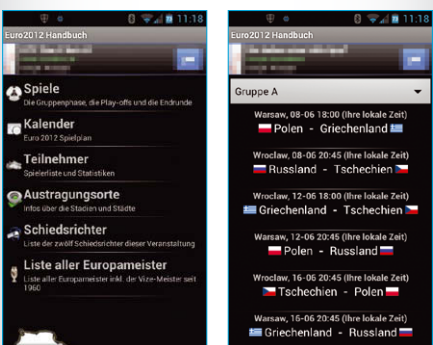 11:18
Euro2012 Handbuch
Spiele
Die Gruppenphase, die Play-offs und die Endrunde
Kalender
Euro 2012 Spielplan
Teilnehmer
Spielerliste und Statistiken
Austragungsorte
Infos über die Stadien und Städte
Schiedsrichter
Liste der zwölf Schiedsrichter dieser Veranstaltung
Liste aller Europameister
Liste aller Europameister inkl. der Vize-Meister seit
1960
11:18
Euro2012 Handbuch
Gruppe A
Warsaw, 08-06 18:00 (Ihre lokale Zeit)
Polen - Griechenland
Wroclaw, 08-06 20:45 (Ihre lokale Zeit)
Russland - Tschechien
Wroclaw, 12-06 18:00 (Ihre lokale Zeit)
Griechenland - Tschechien
Warsaw, 12-06 20:45 (Ihre lokale Zeit)
Polen - Russland
Wroclaw, 16-06 20:45 (Ihre lokale Zeit)
Tschechien - Polen
Warsaw, 16-06 20:45 (Ihre lokale Zeit)
Griechenland - Russland